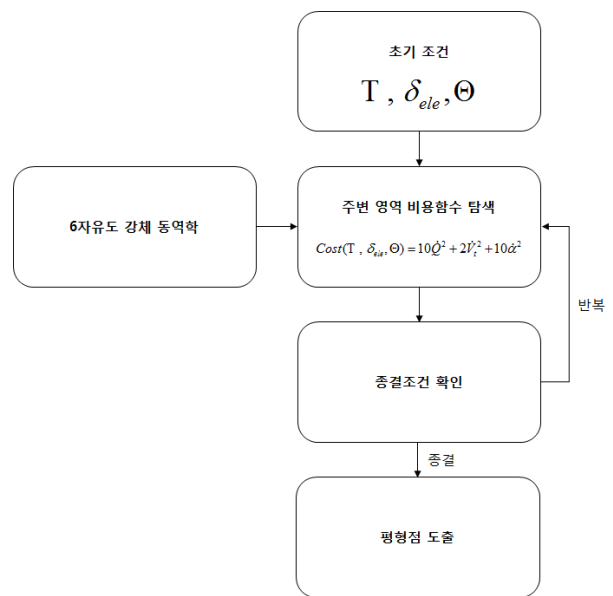 초기 조건
T , δ_ele , Θ
6자유도 강체 동역학
주변 영역 비용함수 탐색
Cost(T , δ_ele , Θ) = 10Q̇² + 2V̇_t² + 10α̇²
반복
종결조건 확인
종결
평형점 도출